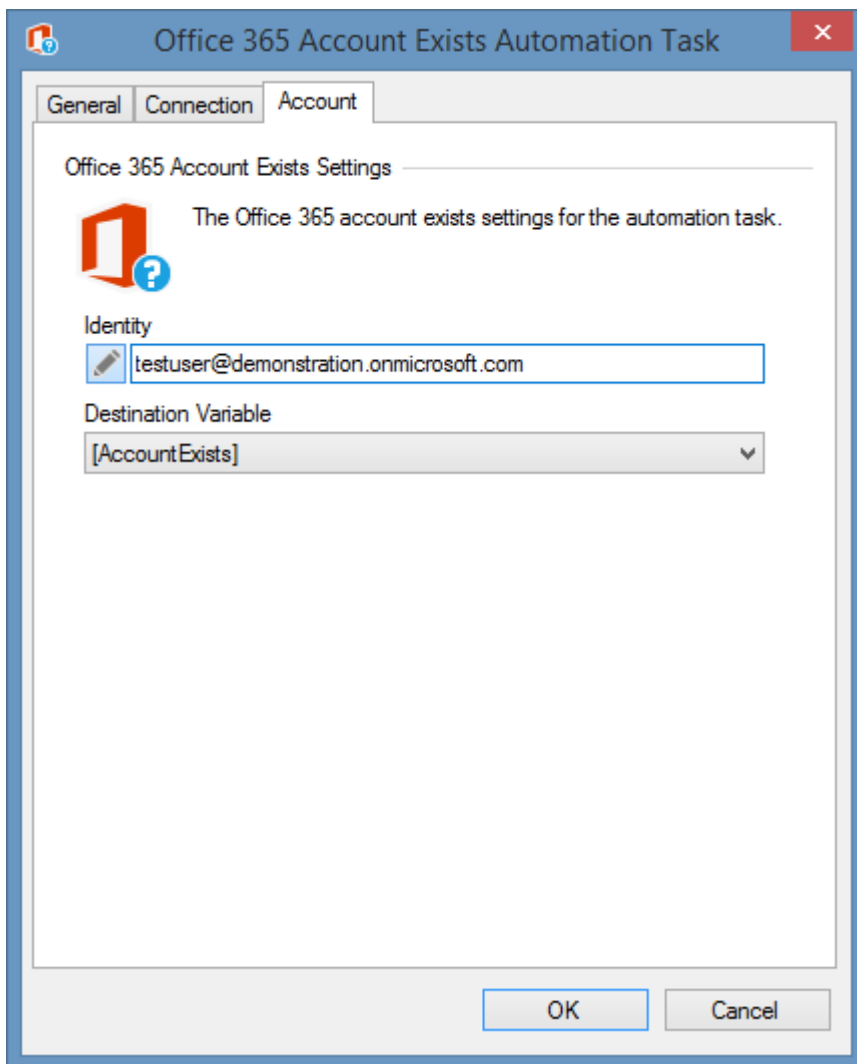 Office 365 Account Exists Automation Task
General Connection Account
Office 365 Account Exists Settings
The Office 365 account exists settings for the automation task.
Identity
testuser@demonstration.onmicrosoft.com
Destination Variable
[AccountExists]
OK Cancel